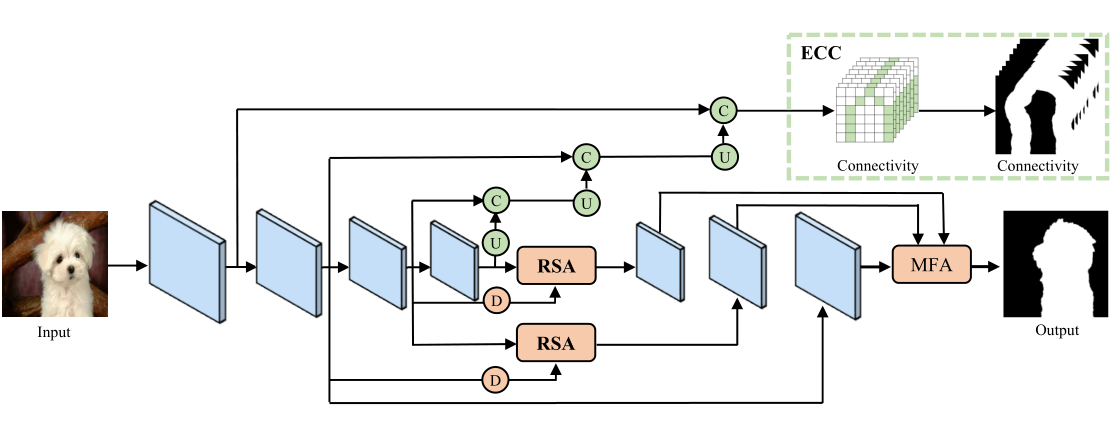 ECC
C
Connectivity
Connectivity
C
U
C
U
U
Input
RSA
MFA
D
Output
RSA
D